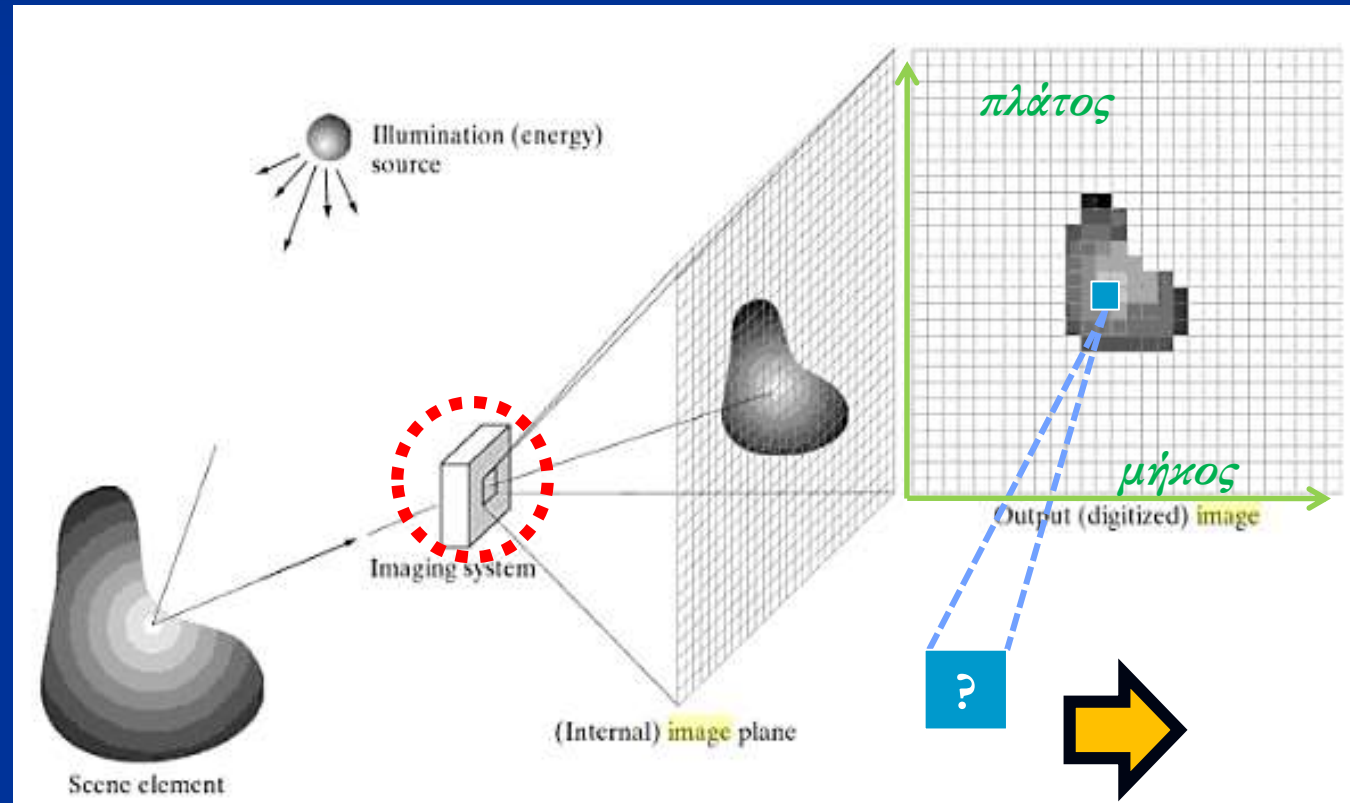 πλάτος
Illumination (energy)
source
μήκος
Output (digitized) image
Imaging system
?
(Internal) image plane
Scene element